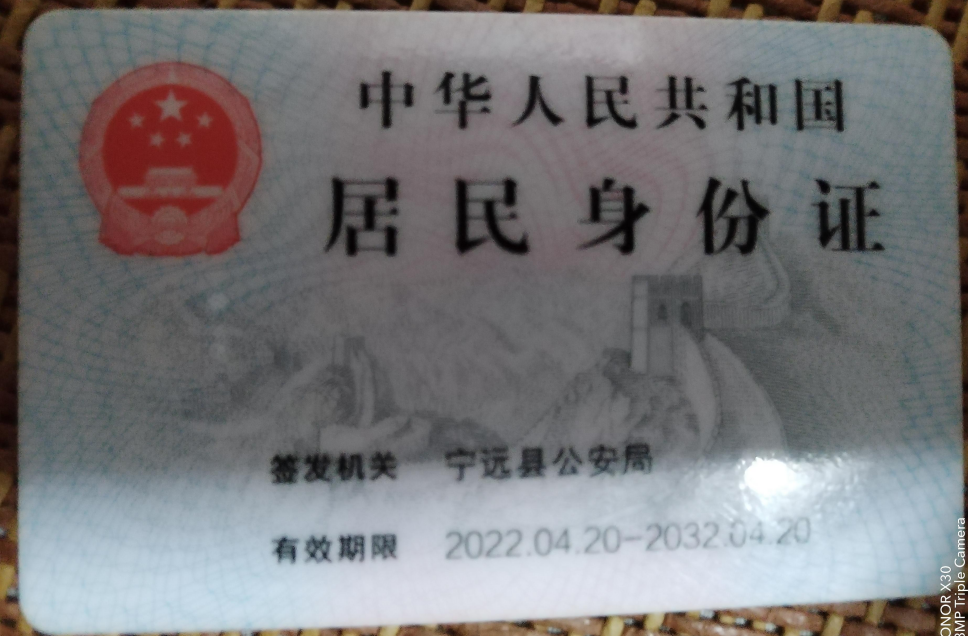 中华人民共和国
居民身份证
签发机关 宁远县公安局
有效期限 2022.04.20-2032.04.20
ONOR X30
MP Triple Camera